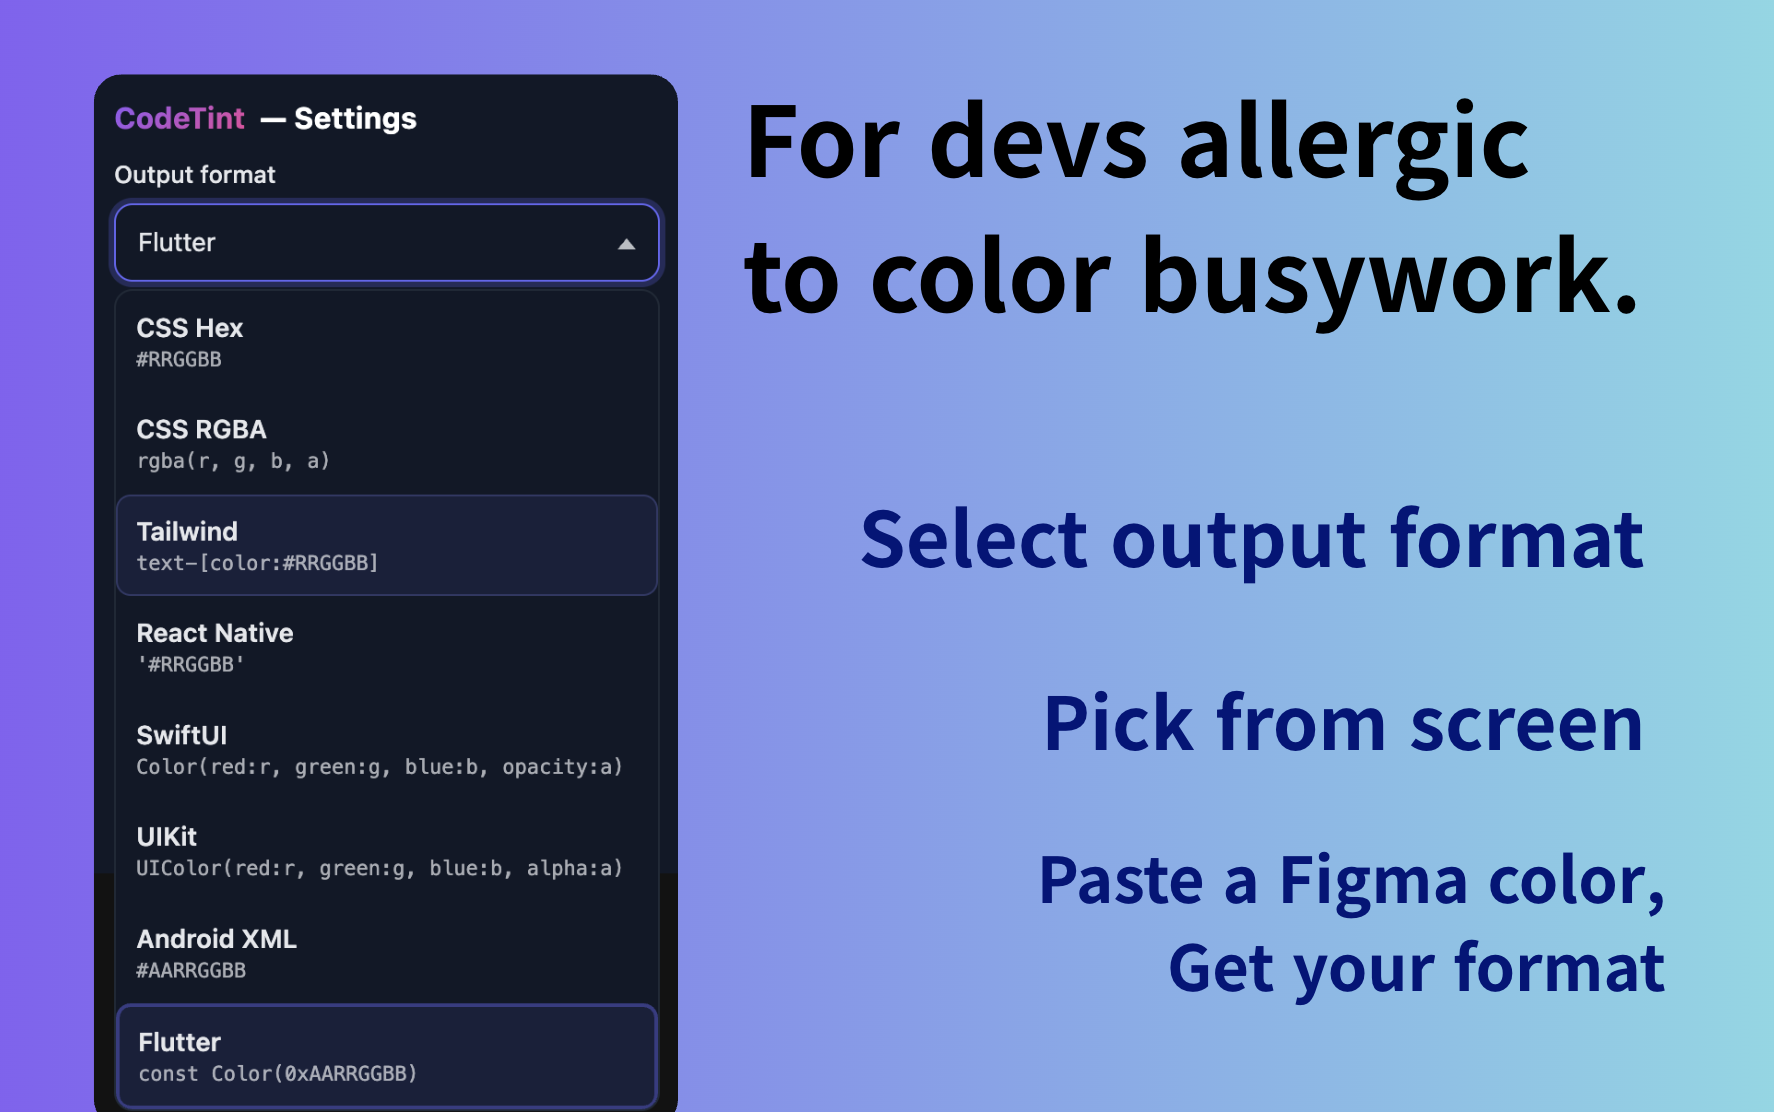 CodeTint — Settings
Output format
Flutter
CSS Hex
#RRGGBB
CSS RGBA
rgba(r, g, b, a)
Tailwind
text-[color:#RRGGBB]
React Native
'#RRGGBB'
SwiftUI
Color(red:r, green:g, blue:b, opacity:a)
UIKit
UIColor(red:r, green:g, blue:b, alpha:a)
Android XML
#AARRGGBB
Flutter
const Color(0xAARRGGBB)
For devs allergic
to color busywork.
Select output format
Pick from screen
Paste a Figma color,
Get your format